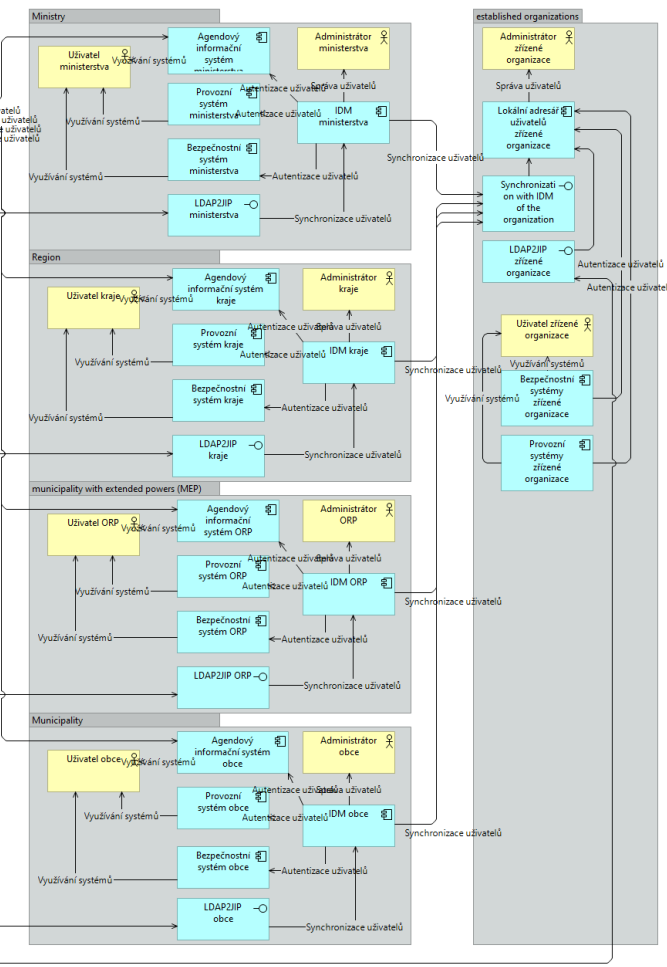 Ministry
Uživatel
ministerstva
Využívání systémů
Agendový
informační
systém
ministerstva
Administrátor
ministerstva
Autentizace uživatelů
Správa uživatelů
Provozní
systém
ministerstva
Využívání systémů
Autentizace uživatelů
IDM
ministerstva
Bezpečnostní
systém
ministerstva
Využívání systémů
Autentizace uživatelů
LDAP2JIP
ministerstva
Synchronizace uživatelů
Synchronizace uživatelů
vatelů
uživatelů
e uživatelů
uživatelů
Region
Uživatel kraje
Využívání systémů
Agendový
informační systém
kraje
Administrátor
kraje
Autentizace uživatelů
Správa uživatelů
Provozní
systém kraje
Využívání systémů
Autentizace uživatelů
IDM kraje
Bezpečnostní
systém kraje
Využívání systémů
Autentizace uživatelů
LDAP2JIP
kraje
Synchronizace uživatelů
Synchronizace uživatelů
municipality with extended powers (MEP)
Uživatel ORP
Využívání systémů
Agendový
informační
systém ORP
Administrátor
ORP
Autentizace uživatelů
Správa uživatelů
Provozní
systém ORP
Využívání systémů
Autentizace uživatelů
IDM ORP
Bezpečnostní
systém ORP
Využívání systémů
Autentizace uživatelů
LDAP2JIP ORP
Synchronizace uživatelů
Synchronizace uživatelů
Municipality
Uživatel obce
Využívání systémů
Agendový
informační systém
obce
Administrátor
obce
Autentizace uživatelů
Správa uživatelů
Provozní
systém obce
Využívání systémů
Autentizace uživatelů
IDM obce
Bezpečnostní
systém obce
Využívání systémů
Autentizace uživatelů
LDAP2JIP
obce
Synchronizace uživatelů
Synchronizace uživatelů
established organizations
Administrátor
zřízené
organizace
Správa uživatelů
Lokální adresář
uživatelů
zřízené
organizace
Synchronizati
on with IDM
of the
organization
LDAP2JIP
zřízené
organizace
Autentizace uživatelů
Autentizace uživatelů
Uživatel zřízené
organizace
Využívání systémů
Bezpečnostní
systémy
zřízené
organizace
Využívání systémů
Provozní
systémy
zřízené
organizace